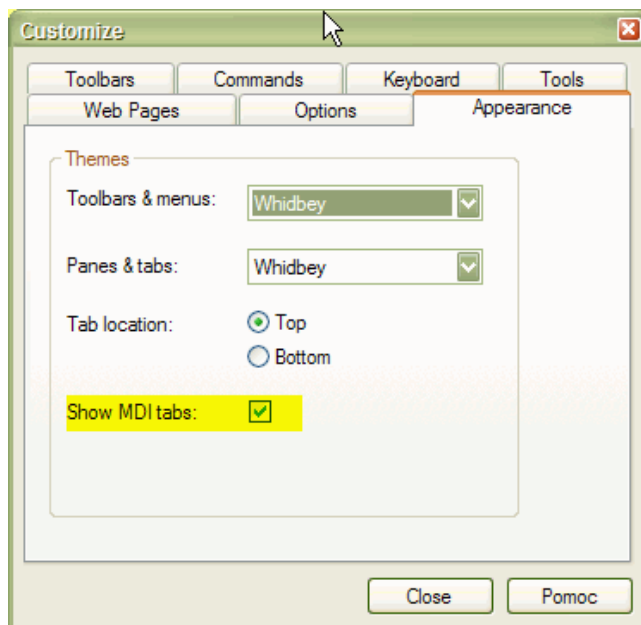 Customize
Toolbars Commands Keyboard Tools
Web Pages Options Appearance
Themes
Toolbars & menus: Whidbey
Panes & tabs: Whidbey
Tab location: Top
Bottom
Show MDI tabs:
Close Pomoc